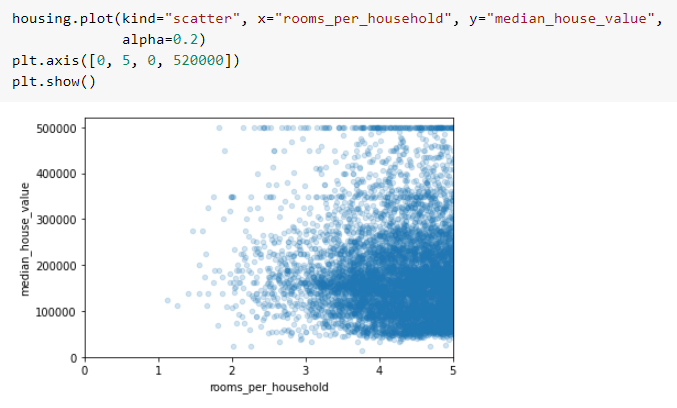 housing.plot(kind="scatter", x="rooms_per_household", y="median_house_value",
alpha=0.2)
plt.axis([0, 5, 0, 520000])
plt.show()
500000
400000
300000
200000
100000
0
median_house_value
0 1 2 3 4 5
rooms_per_household